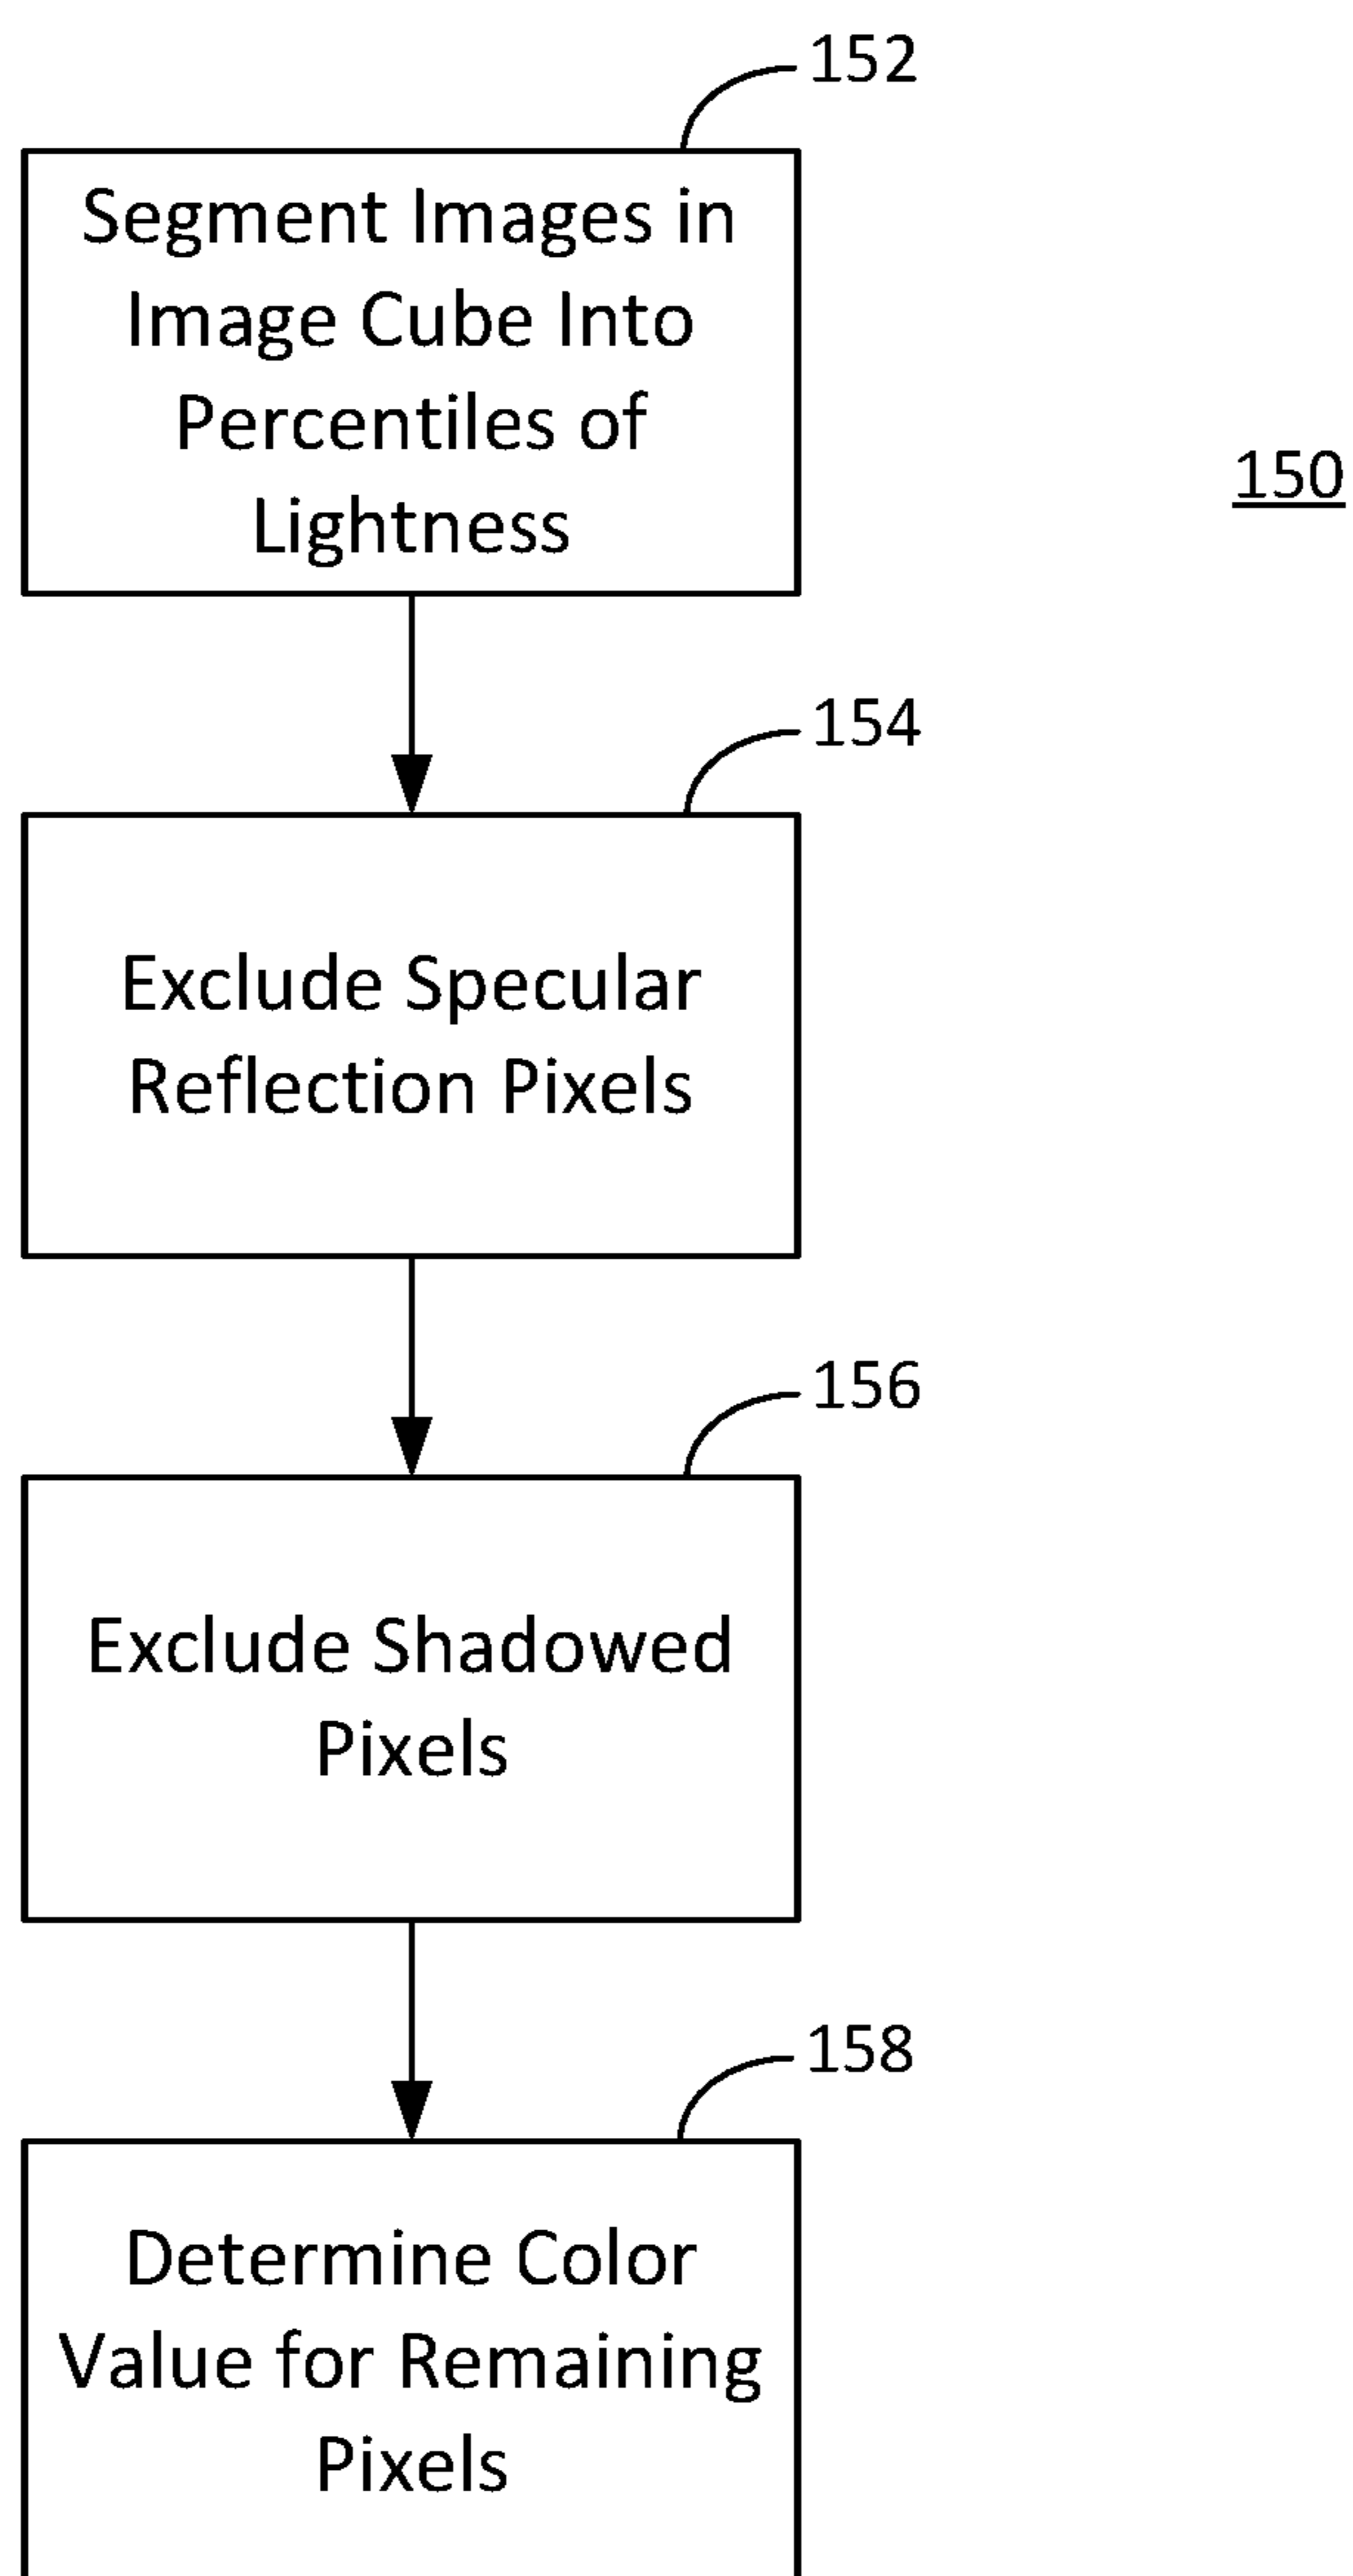 152
Segment Images in
Image Cube Into
Percentiles of
Lightness
150
154
Exclude Specular
Reflection Pixels
156
Exclude Shadowed
Pixels
158
Determine Color
Value for Remaining
Pixels